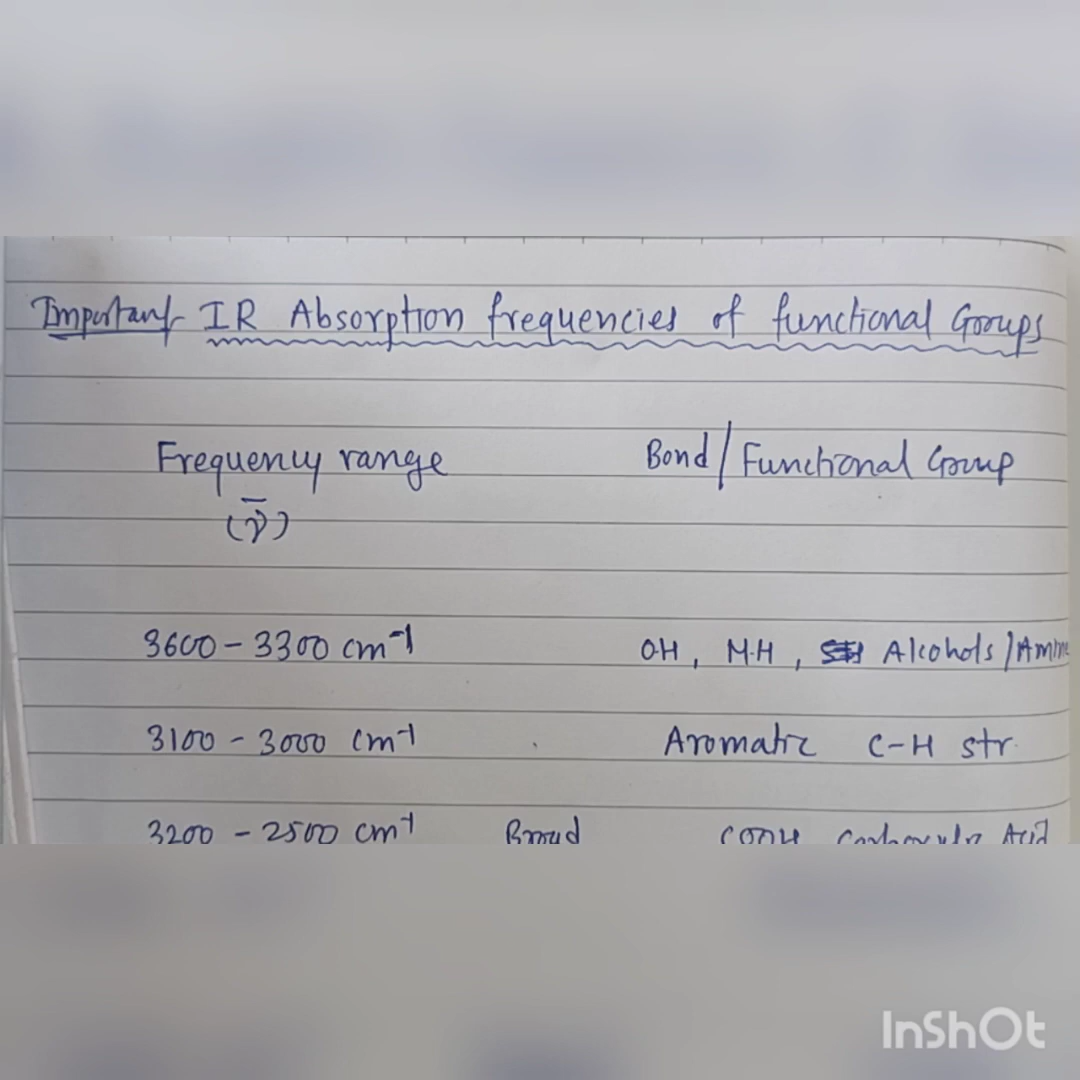 Important IR Absorption frequencies of functional Groups
Frequency range Bond/Functional Group
(ν̄)
3600 - 3300 cm⁻¹ OH, N-H, Alcohols/Amine
3100 - 3000 cm⁻¹ Aromatic C-H str.
3200 - 2500 cm⁻¹ Broad COOH Carboxylic Acid
InShOt